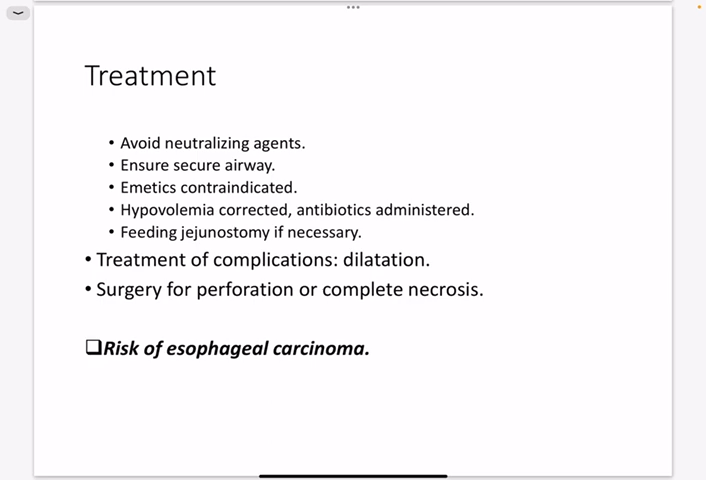 Treatment
• Avoid neutralizing agents.
• Ensure secure airway.
• Emetics contraindicated.
• Hypovolemia corrected, antibiotics administered.
• Feeding jejunostomy if necessary.
• Treatment of complications: dilatation.
• Surgery for perforation or complete necrosis.
❑Risk of esophageal carcinoma.